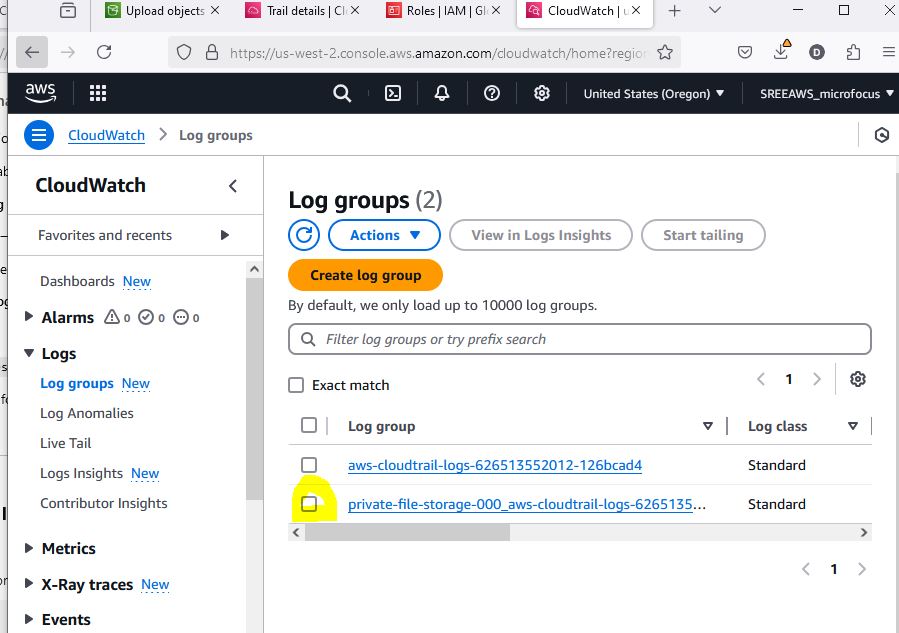 Upload objects
Trail details | Cl
Roles | IAM | Gl
CloudWatch | u
https://us-west-2.console.aws.amazon.com/cloudwatch/home?region
D
aws
United States (Oregon)
SREEAWS_microfocus
CloudWatch
Log groups
CloudWatch
Favorites and recents
Dashboards New
Alarms 0 0 0
Logs
Log groups New
Log Anomalies
Live Tail
Logs Insights New
Contributor Insights
Metrics
X-Ray traces New
Events
Log groups (2)
Actions
View in Logs Insights
Start tailing
Create log group
By default, we only load up to 10000 log groups.
Filter log groups or try prefix search
Exact match
1
Log group
Log class
aws-cloudtrail-logs-626513552012-126bcad4
Standard
private-file-storage-000_aws-cloudtrail-logs-6265135...
Standard
1